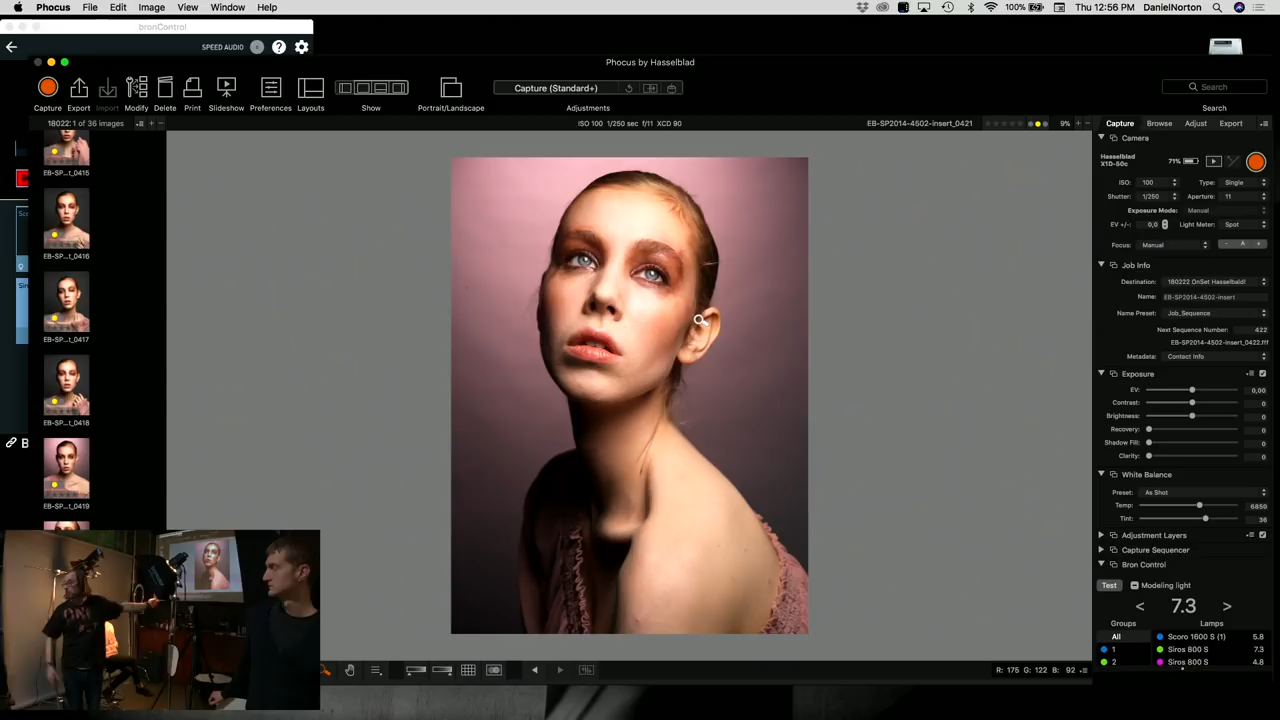 Phocus File Edit Image View Window Help
100% Thu 12:56 PM DanielNorton
bronControl
SPEED AUDIO
Phocus by Hasselblad
Capture (Standard+)
Search
Capture Export Import Modify Delete Print Slideshow Preferences Layouts Show Portrait/Landscape Adjustments Search
18022: 1 of 36 images
ISO 100 1/250 sec f/11 XCD 90
EB-SP2014-4502-insert_0421
9%
Capture Browse Adjust Export
EB-SP...t_0415
EB-SP...t_0416
EB-SP...t_0417
EB-SP...t_0418
EB-SP...t_0419
Camera
Hasselblad
X1D-50c
71%
ISO: 100 Type: Single
Shutter: 1/250 Aperture: 11
Exposure Mode: Manual
EV +/-: 0,0 Light Meter: Spot
Focus: Manual - A +
Job Info
Destination: 180222 OnSet Hasselbald!
Name: EB-SP2014-4502-insert
Name Preset: Job_Sequence
Next Sequence Number: 422
EB-SP2014-4502-insert_0422.fff
Metadata: Contact Info
Exposure
EV: 0,00
Contrast: 0
Brightness: 0
Recovery: 0
Shadow Fill: 0
Clarity: 0
White Balance
Preset: As Shot
Temp: 6850
Tint: 36
Adjustment Layers
Capture Sequencer
Bron Control
Test Modeling light
< 7.3 >
Groups Lamps
All Scoro 1600 S (1) 5.8
1 Siros 800 S 7.3
2 Siros 800 S 4.8
R: 175 G: 122 B: 92